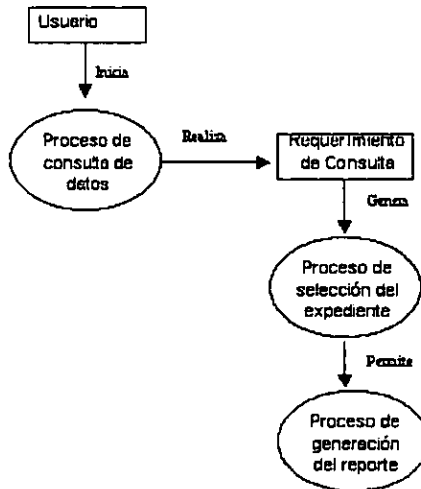 Usuario
Inicia
Proceso de
consulta de
datos
Realiza
Requerimiento
de Consulta
Genera
Proceso de
selección del
expediente
Permite
Proceso de
generación
del reporte